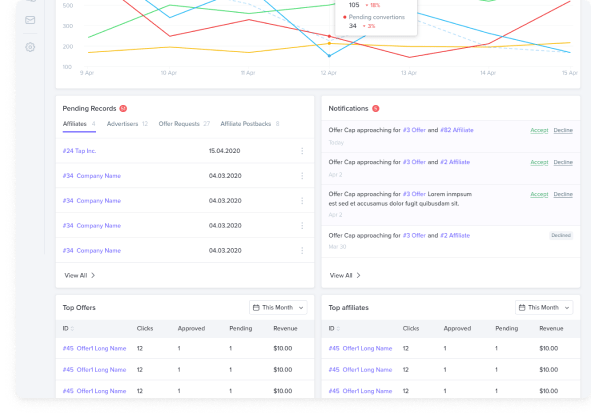 500
300
200
100
105 • 18%
Pending convertions
34 • 3%
9 Apr 10 Apr 11 Apr 12 Apr 13 Apr 14 Apr 15 Apr
Pending Records
Affiliates 4 Advertisers 12 Offer Requests 27 Affiliate Postbacks 8
#24 Tap Inc. 15.04.2020
#34 Company Name 04.03.2020
#34 Company Name 04.03.2020
#34 Company Name 04.03.2020
#34 Company Name 04.03.2020
View All >
Notifications
Offer Cap approaching for #3 Offer and #82 Affiliate Accept Decline
Today
Offer Cap approaching for #3 Offer and #2 Affiliate Accept Decline
Apr 2
Offer Cap approaching for #3 Offer Lorem inmpsum Accept Decline
est sed et accusamus dolor fugit quibusdam sit.
Apr 2
Offer Cap approaching for #3 Offer and #2 Affiliate Declined
Mar 30
View All >
Top Offers This Month
ID Clicks Approved Pending Revenue
#45 Offer1 Long Name 12 1 1 $10.00
#45 Offer1 Long Name 12 1 1 $10.00
#45 Offer1 Long Name 12 1 1 $10.00
Top affiliates This Month
ID Clicks Approved Pending Revenue
#45 Offer1 Long Name 12 1 1 $10.00
#45 Offer1 Long Name 12 1 1 $10.00
#45 Offer1 Long Name 12 1 1 $10.00